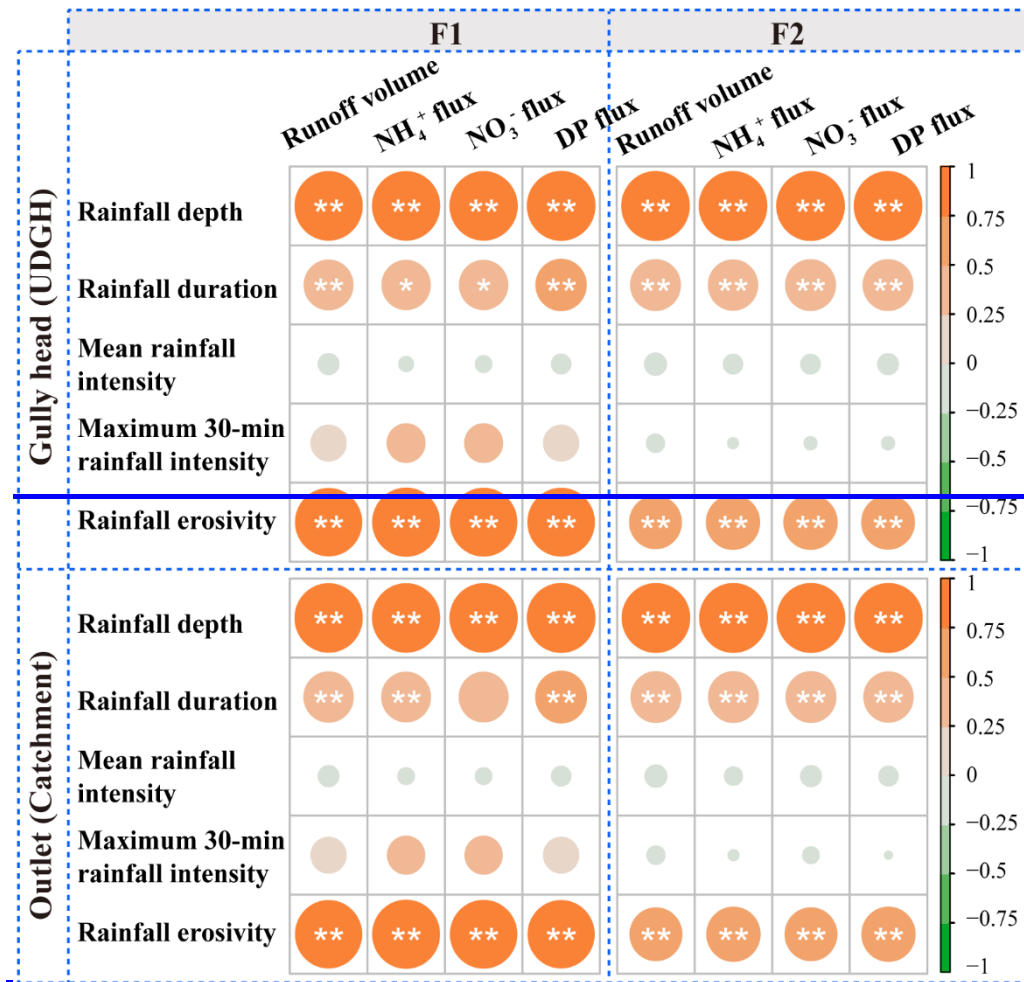 F1 F2
Runoff volume NH₄⁺ flux NO₃⁻ flux DP flux Runoff volume NH₄⁺ flux NO₃⁻ flux DP flux
Gully head (UDGH)
Rainfall depth ** ** ** ** ** ** ** **
Rainfall duration ** * * ** ** ** ** **
Mean rainfall
intensity
Maximum 30-min
rainfall intensity
Rainfall erosivity ** ** ** ** ** ** ** **
1
0.75
0.5
0.25
0
−0.25
−0.5
−0.75
−1
Outlet (Catchment)
Rainfall depth ** ** ** ** ** ** ** **
Rainfall duration ** ** ** ** ** ** **
Mean rainfall
intensity
Maximum 30-min
rainfall intensity
Rainfall erosivity ** ** ** ** ** ** ** **
1
0.75
0.5
0.25
0
−0.25
−0.5
−0.75
−1